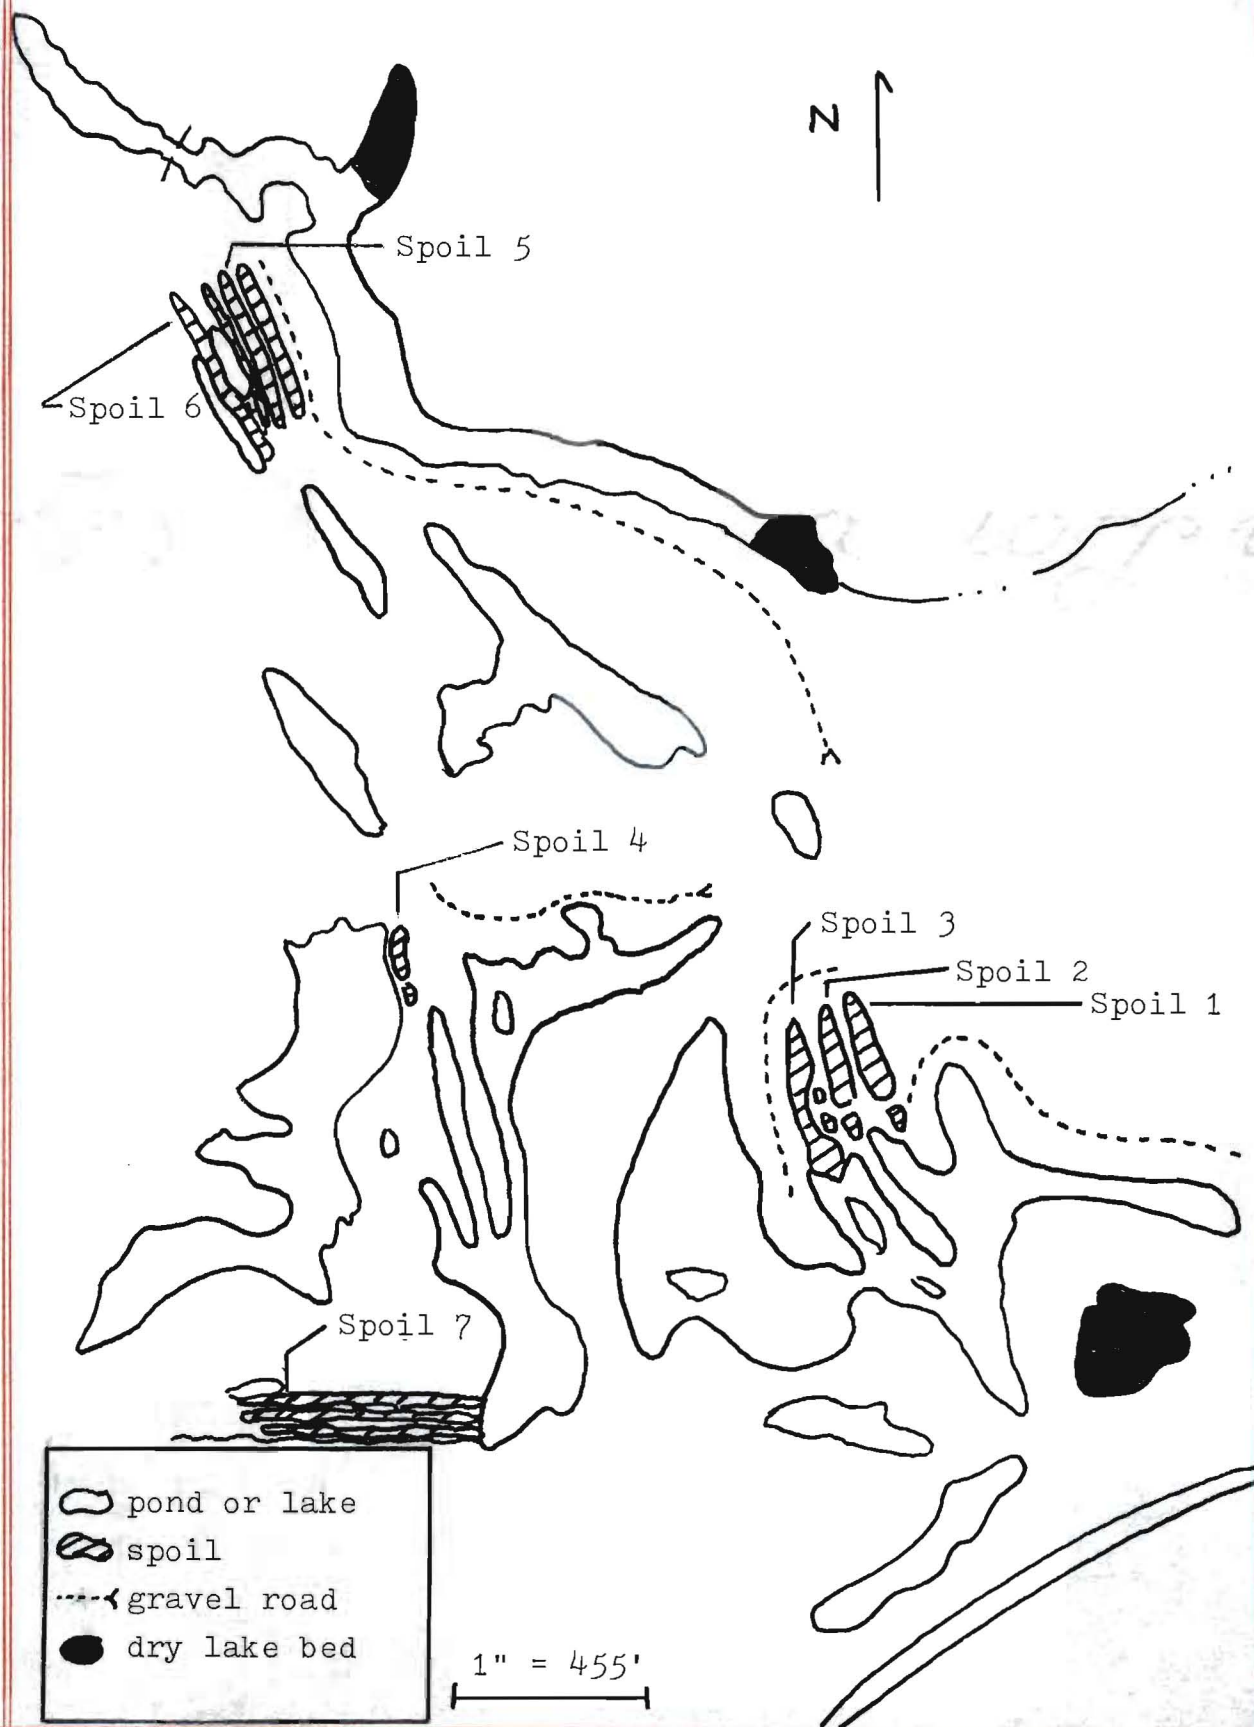 N
Spoil 5
Spoil 6
Spoil 4
Spoil 3
Spoil 2
Spoil 1
Spoil 7
pond or lake
spoil
gravel road
dry lake bed
1" = 455'